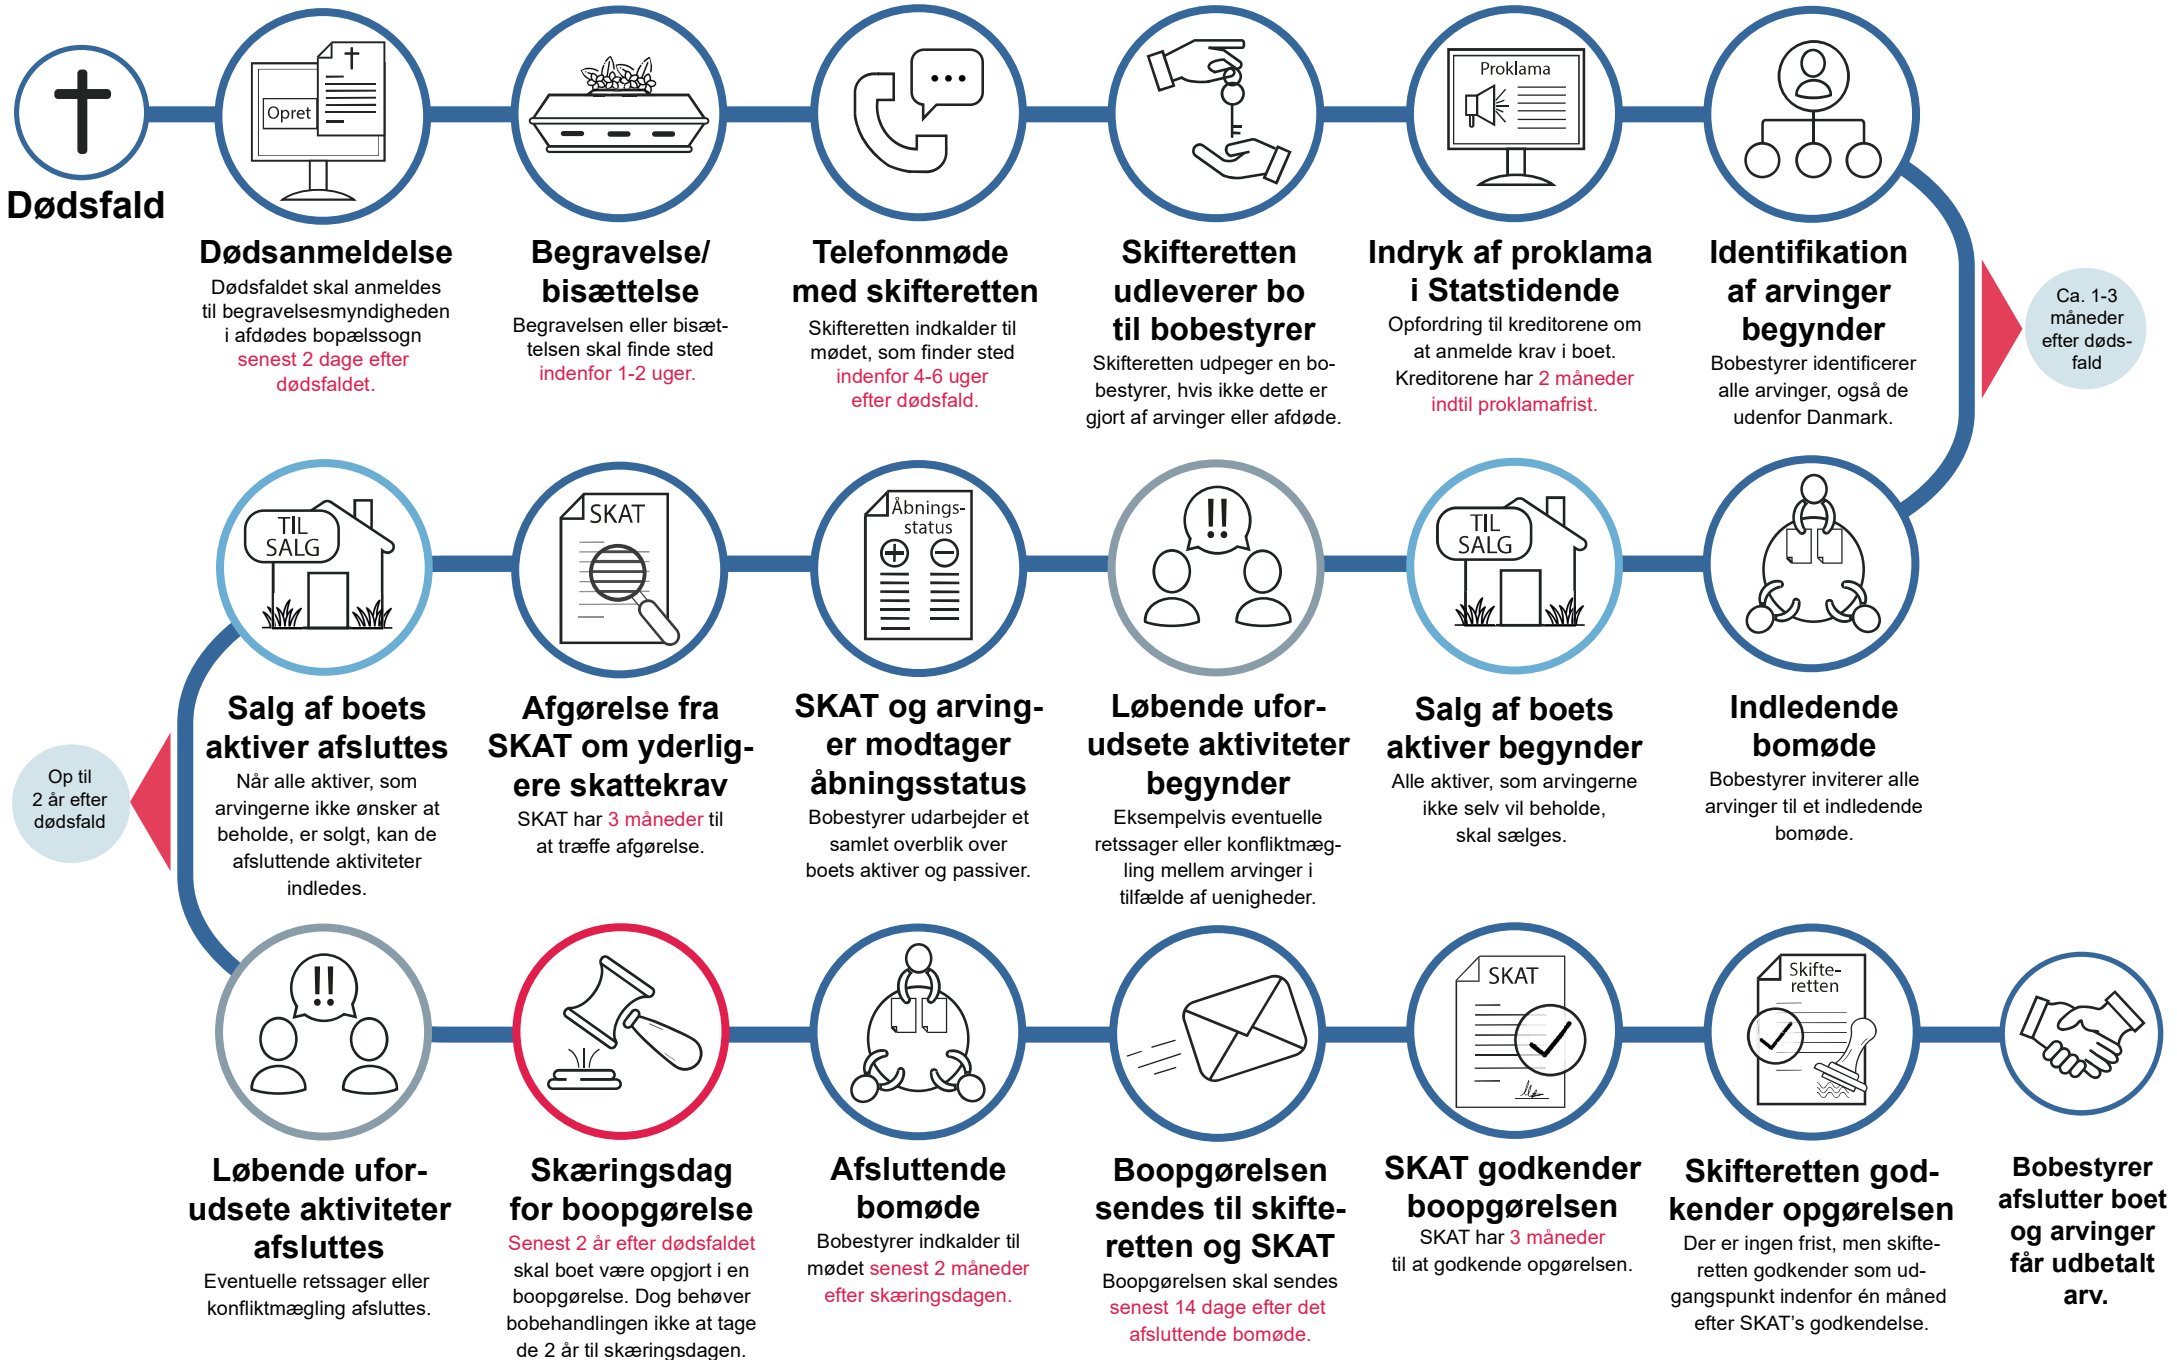 Dødsfald
Opret
Dødsanmeldelse
Dødsfaldet skal anmeldes
til begravelsesmyndigheden
i afdødes bopælssogn
senest 2 dage efter
dødsfaldet.
Begravelse/
bisættelse
Begravelsen eller bisæt-
telsen skal finde sted
indenfor 1-2 uger.
Telefonmøde
med skifteretten
Skifteretten indkalder til
mødet, som finder sted
indenfor 4-6 uger
efter dødsfald.
Skifteretten
udleverer bo
til bobestyrer
Skifteretten udpeger en bo-
bestyrer, hvis ikke dette er
gjort af arvinger eller afdøde.
Proklama
Indryk af proklama
i Statstidende
Opfordring til kreditorene om
at anmelde krav i boet.
Kreditorene har 2 måneder
indtil proklamafrist.
Identifikation
af arvinger
begynder
Bobestyrer identificerer
alle arvinger, også de
udenfor Danmark.
Ca. 1-3
måneder
efter døds-
fald
Indledende
bomøde
Bobestyrer inviterer alle
arvinger til et indledende
bomøde.
TIL
SALG
Salg af boets
aktiver begynder
Alle aktiver, som arvingerne
ikke selv vil beholde,
skal sælges.
!!
Løbende ufor-
udsete aktiviteter
begynder
Eksempelvis eventuelle
retssager eller konfliktmæg-
ling mellem arvinger i
tilfælde af uenigheder.
Åbnings-
status
SKAT og arving-
er modtager
åbningsstatus
Bobestyrer udarbejder et
samlet overblik over
boets aktiver og passiver.
SKAT
Afgørelse fra
SKAT om yderlig-
ere skattekrav
SKAT har 3 måneder til
at træffe afgørelse.
TIL
SALG
Salg af boets
aktiver afsluttes
Når alle aktiver, som
arvingerne ikke ønsker at
beholde, er solgt, kan de
afsluttende aktiviteter
indledes.
Op til
2 år efter
dødsfald
!!
Løbende ufor-
udsete aktiviteter
afsluttes
Eventuelle retssager eller
konfliktmægling afsluttes.
Skæringsdag
for boopgørelse
Senest 2 år efter dødsfaldet
skal boet være opgjort i en
boopgørelse. Dog behøver
bobehandlingen ikke at tage
de 2 år til skæringsdagen.
Afsluttende
bomøde
Bobestyrer indkalder til
mødet senest 2 måneder
efter skæringsdagen.
Boopgørelsen
sendes til skifte-
retten og SKAT
Boopgørelsen skal sendes
senest 14 dage efter det
afsluttende bomøde.
SKAT
SKAT godkender
boopgørelsen
SKAT har 3 måneder
til at godkende opgørelsen.
Skifte-
retten
Skifteretten god-
kender opgørelsen
Der er ingen frist, men skifte-
retten godkender som ud-
gangspunkt indenfor én måned
efter SKAT's godkendelse.
Bobestyrer
afslutter boet
og arvinger
får udbetalt
arv.